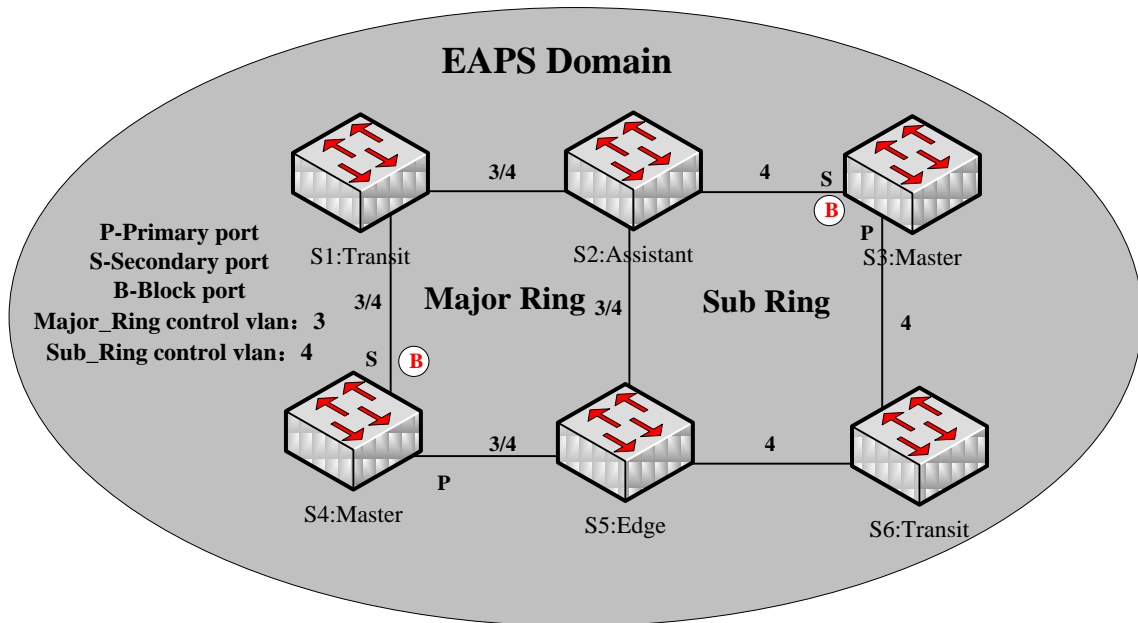 EAPS Domain
3/4
4
S
B
P
S1:Transit
S2:Assistant
S3:Master
P-Primary port
S-Secondary port
B-Block port
Major_Ring control vlan：3
Sub_Ring control vlan：4
3/4
Major Ring
3/4
Sub Ring
4
S
B
3/4
P
4
S4:Master
S5:Edge
S6:Transit